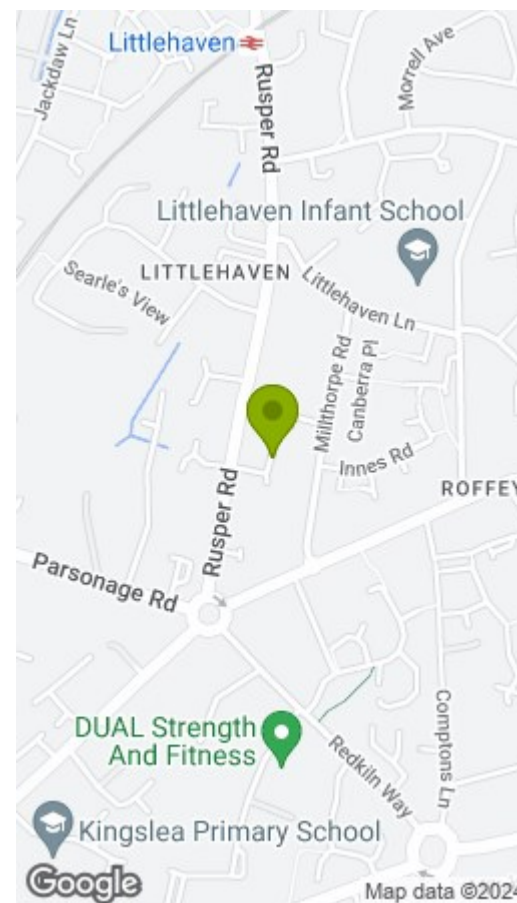 Littlehaven
Jackdaw Ln
Rusper Rd
Morrell Ave
Littlehaven Infant School
LITTLEHAVEN
Searle's View
Littlehaven Ln
Millthorpe Rd
Canberra Pl
Innes Rd
ROFFEY
Rusper Rd
Parsonage Rd
DUAL Strength
And Fitness
Redkiln Way
Comptons Ln
Kingslea Primary School
Google
Map data ©2024